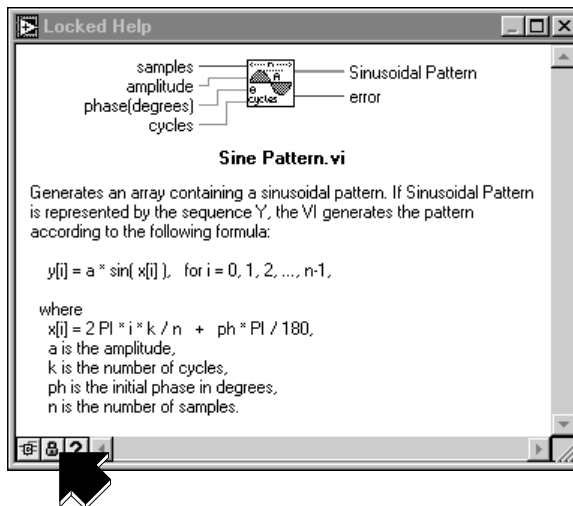 Locked Help
samples
amplitude
phase(degrees)
cycles
n
A
θ
cycles
Sinusoidal Pattern
error
Sine Pattern.vi
Generates an array containing a sinusoidal pattern. If Sinusoidal Pattern
is represented by the sequence Y, the VI generates the pattern
according to the following formula:
y[i] = a * sin( x[i] ),   for i = 0, 1, 2, ..., n-1,
where
x[i] = 2 PI * i * k / n   +   ph * PI / 180,
a is the amplitude,
k is the number of cycles,
ph is the initial phase in degrees,
n is the number of samples.
?